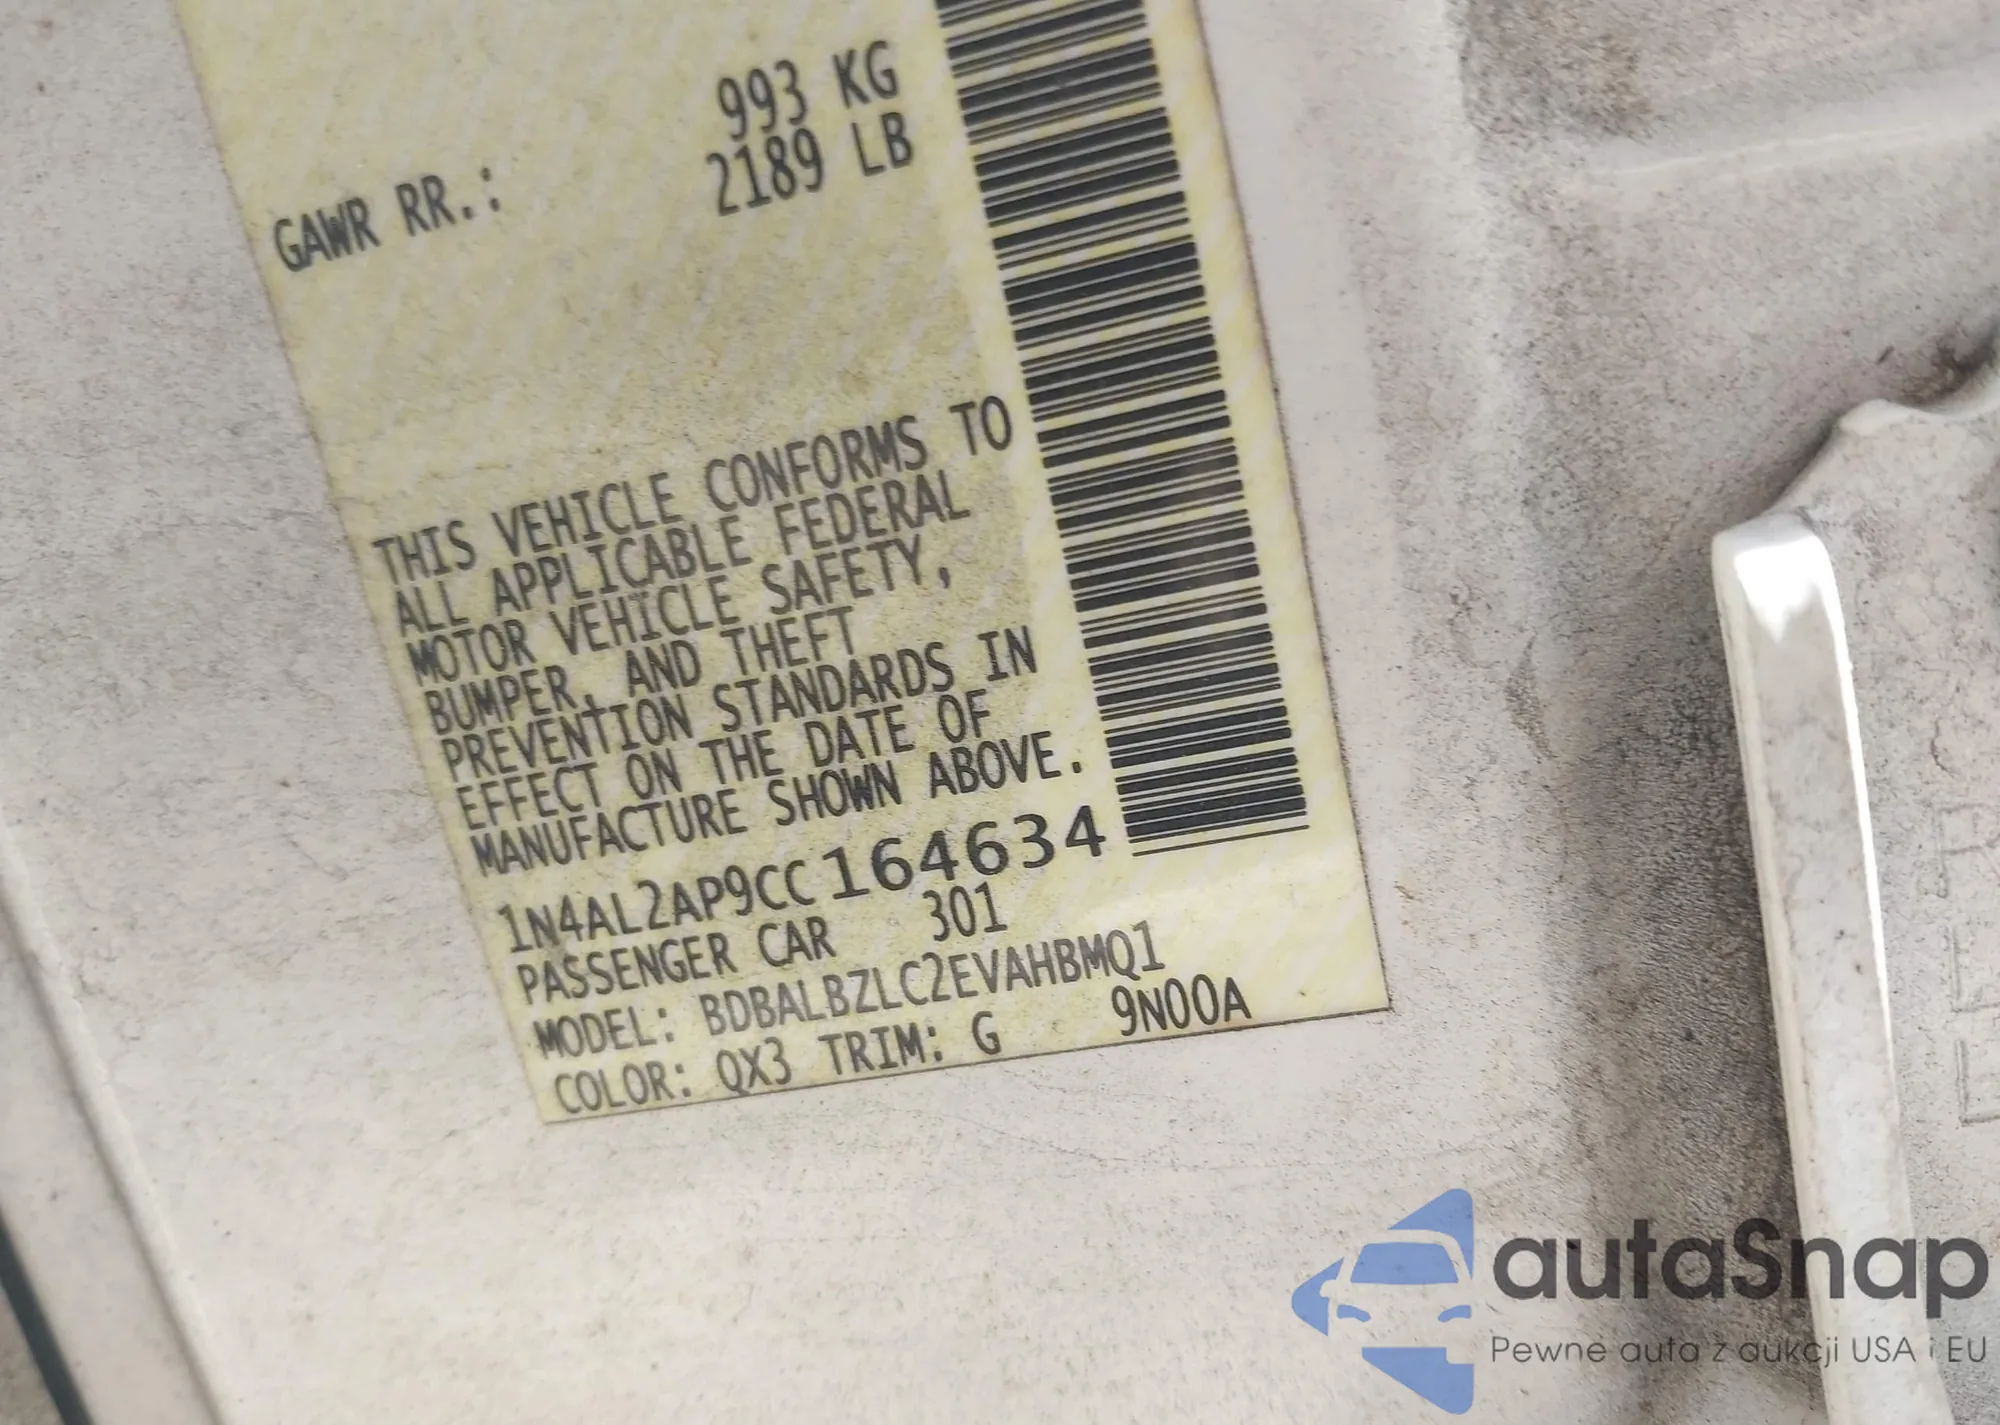 993 KG
GAWR RR.: 2189 LB
THIS VEHICLE CONFORMS TO
ALL APPLICABLE FEDERAL
MOTOR VEHICLE SAFETY,
BUMPER, AND THEFT
PREVENTION STANDARDS IN
EFFECT ON THE DATE OF
MANUFACTURE SHOWN ABOVE.
1N4AL2AP9CC164634
PASSENGER CAR 301
MODEL: BDBALBZLC2EVAHBMQ1
COLOR: QX3 TRIM: G 9N00A
autaSnap
Pewne auta z aukcji USA i EU